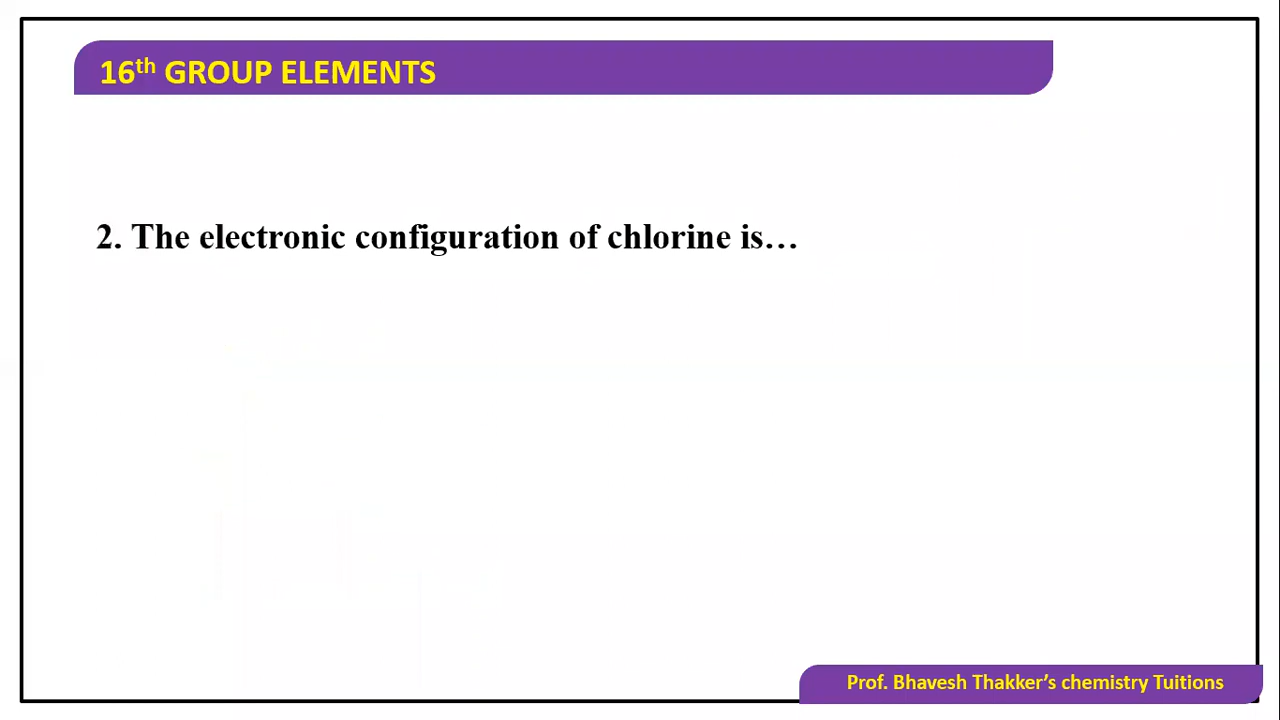 16th GROUP ELEMENTS
2. The electronic configuration of chlorine is…
Prof. Bhavesh Thakker’s chemistry Tuitions